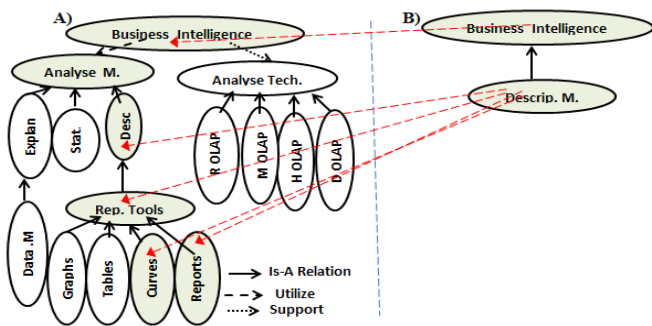 A)
B)
Business Intelligence
Business Intelligence
Analyse M.
Analyse Tech.
Descrip. M.
Explan
Stat.
Desc
R OLAP
M OLAP
H OLAP
D OLAP
Rep. Tools
Data .M
Graphs
Tables
Curves
Reports
Is-A Relation
Utilize
Support